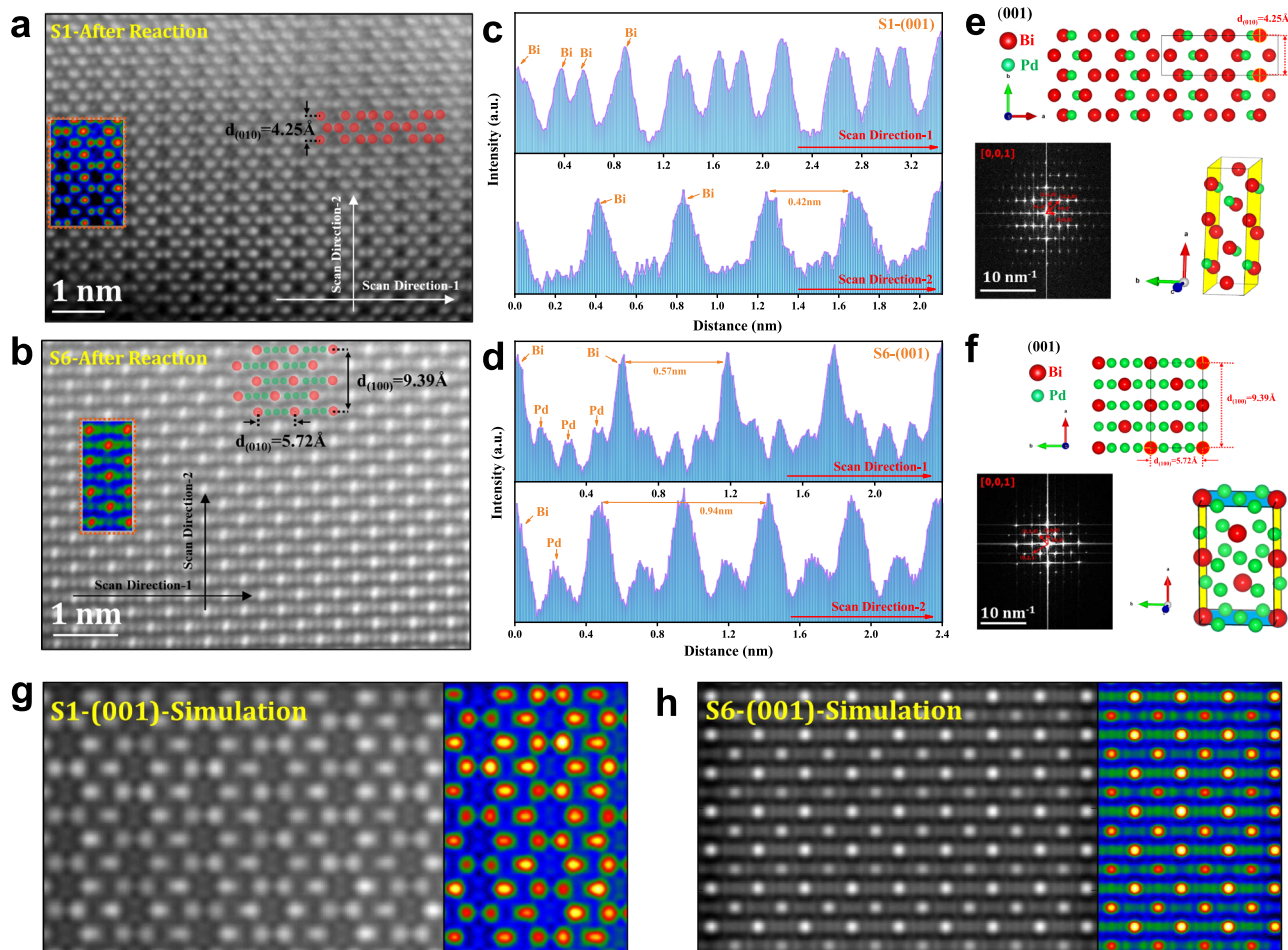 a
S1-After Reaction
d(010)=4.25Å
Scan Direction-2
Scan Direction-1
1 nm
b
S6-After Reaction
d(100)=9.39Å
d(010)=5.72Å
Scan Direction-2
Scan Direction-1
1 nm
c
S1-(001)
Bi
Bi
Bi
Bi
Scan Direction-1
0.4 0.8 1.2 1.6 2.0 2.4 2.8 3.2
Bi
Bi
0.42nm
Scan Direction-2
0.0 0.2 0.4 0.6 0.8 1.0 1.2 1.4 1.6 1.8 2.0
Distance (nm)
Intensity (a.u.)
d
S6-(001)
Bi
Bi
0.57nm
Pd
Pd
Scan Direction-1
0.4 0.8 1.2 1.6 2.0
Bi
0.94nm
Pd
Scan Direction-2
0.0 0.4 0.8 1.2 1.6 2.0 2.4
Distance (nm)
Intensity (a.u.)
e
(001)
Bi
Pd
d(010)=4.25Å
b
a
[0,0,1]
10 nm-1
a
b
c
f
(001)
Bi
Pd
d(100)=9.39Å
a
b
d(100)=5.72Å
[0,0,1]
10 nm-1
a
b
c
g
S1-(001)-Simulation
h
S6-(001)-Simulation